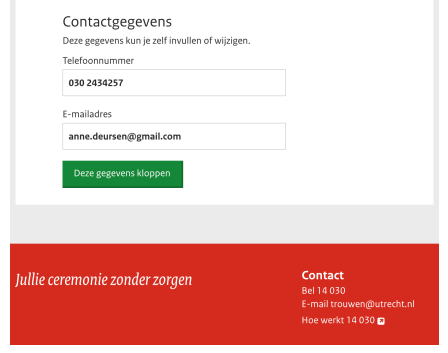 Contactgegevens
Deze gegevens kun je zelf invullen of wijzigen.
Telefoonnummer
030 2434257
E-mailadres
anne.deursen@gmail.com
Deze gegevens kloppen
Jullie ceremonie zonder zorgen
Contact
Bel 14 030
E-mail trouwen@utrecht.nl
Hoe werkt 14 030